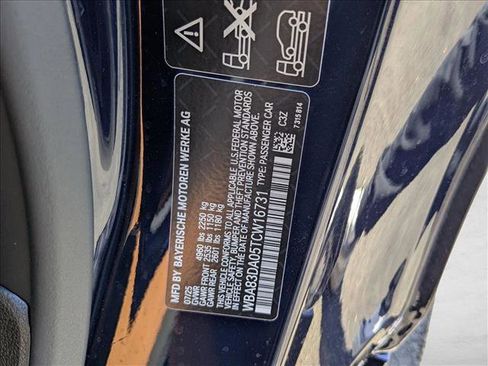 MFD BY BAYERISCHE MOTOREN WERKE AG
07/25
GVWR 4960 lbs 2250 kg
GAWR FRONT 2535 lbs 1150 kg
GAWR REAR 2601 lbs 1180 kg
THIS VEHICLE CONFORMS TO ALL APPLICABLE U.S. FEDERAL MOTOR
VEHICLE SAFETY, BUMPER, AND THEFT PREVENTION STANDARDS
IN EFFECT ON THE DATE OF MANUFACTURE SHOWN ABOVE.
WBA83DA05TCW16731 TYPE: PASSENGER CAR
C3Z
7 315 814